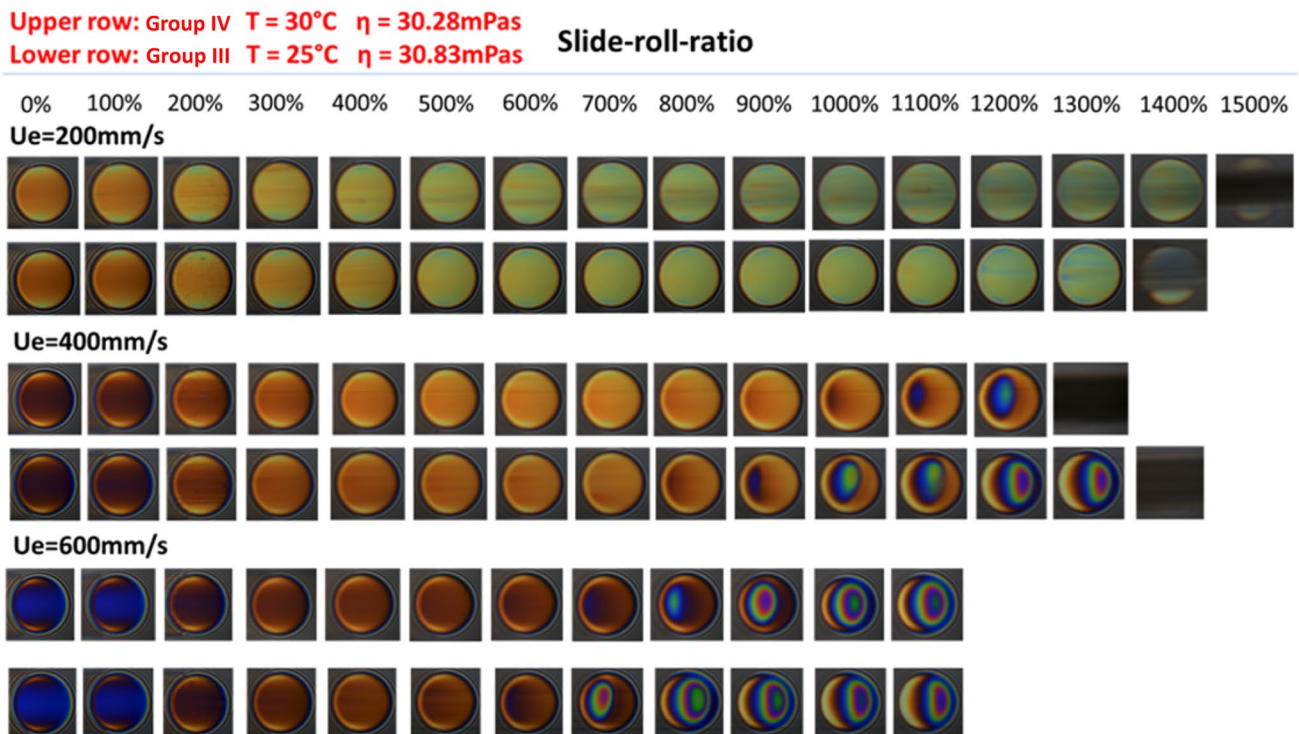 Upper row: Group IV T = 30°C η = 30.28mPas
Lower row: Group III T = 25°C η = 30.83mPas
Slide-roll-ratio
0% 100% 200% 300% 400% 500% 600% 700% 800% 900% 1000% 1100% 1200% 1300% 1400% 1500%
Ue=200mm/s
Ue=400mm/s
Ue=600mm/s